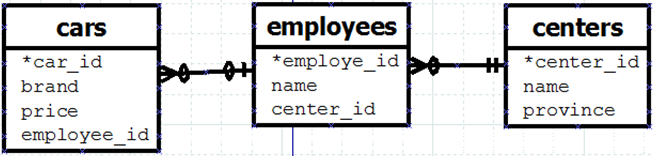 cars
*car_id
brand
price
employee_id
employees
*employe_id
name
center_id
centers
*center_id
name
province